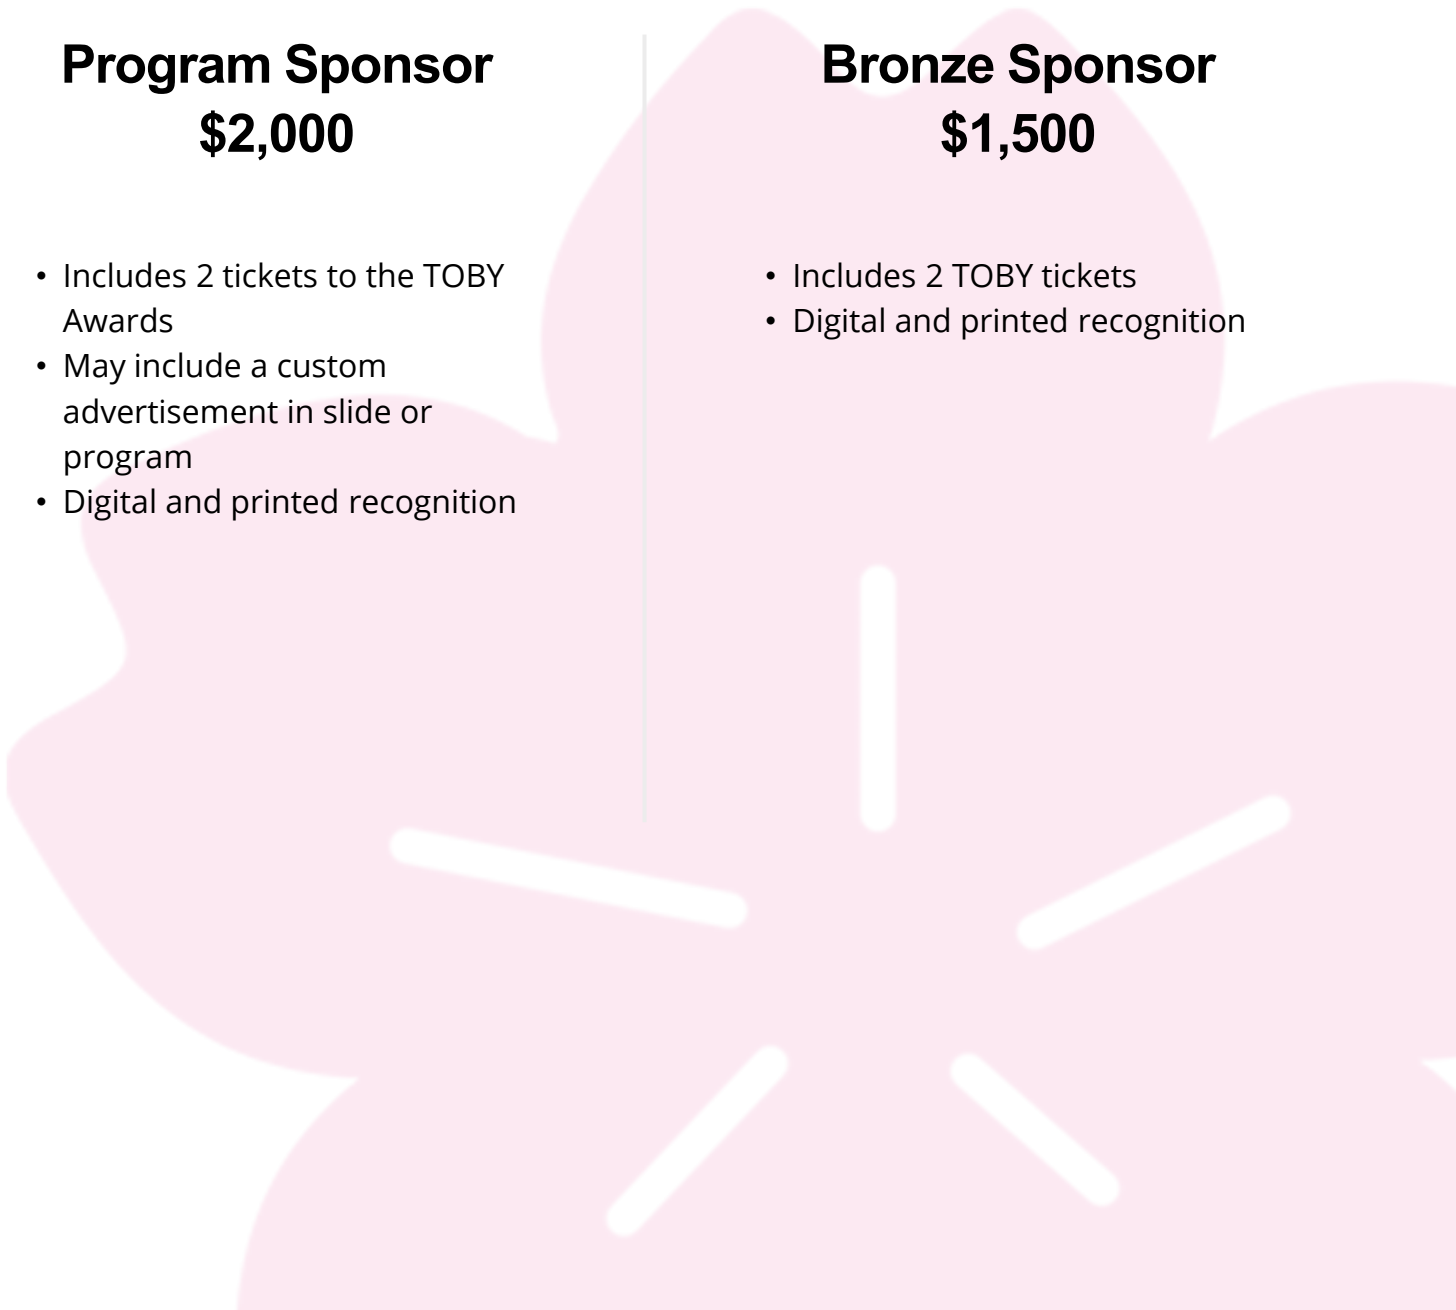 Program Sponsor
$2,000
• Includes 2 tickets to the TOBY
Awards
• May include a custom
advertisement in slide or
program
• Digital and printed recognition
Bronze Sponsor
$1,500
• Includes 2 TOBY tickets
• Digital and printed recognition